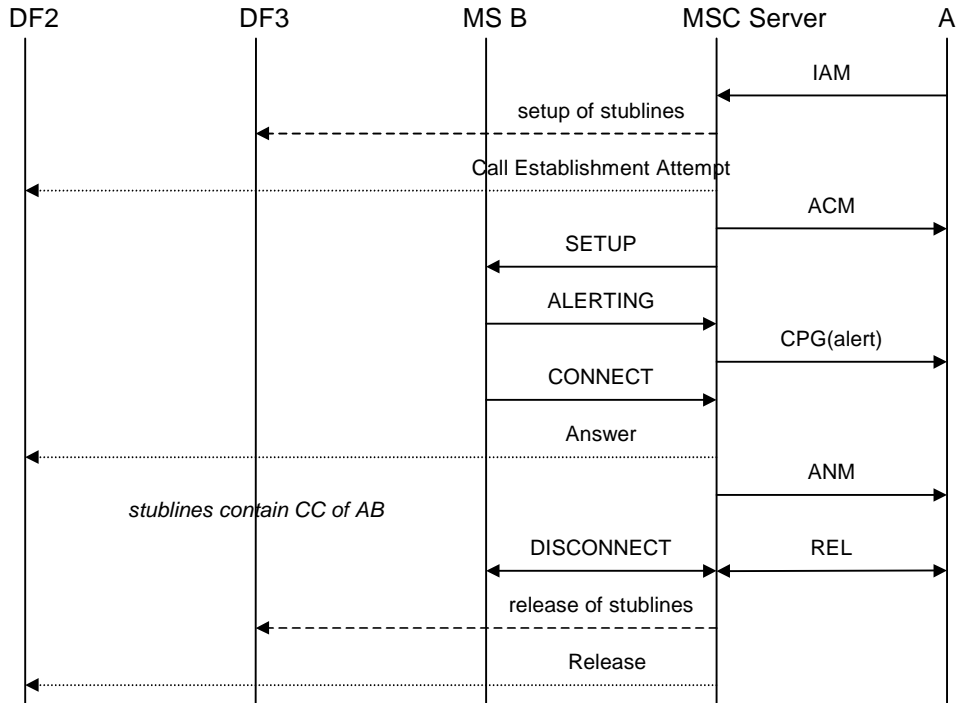 DF2 DF3 MS B MSC Server A
IAM
setup of stublines
Call Establishment Attempt
ACM
SETUP
ALERTING
CPG(alert)
CONNECT
Answer
ANM
stublines contain CC of AB
DISCONNECT REL
release of stublines
Release